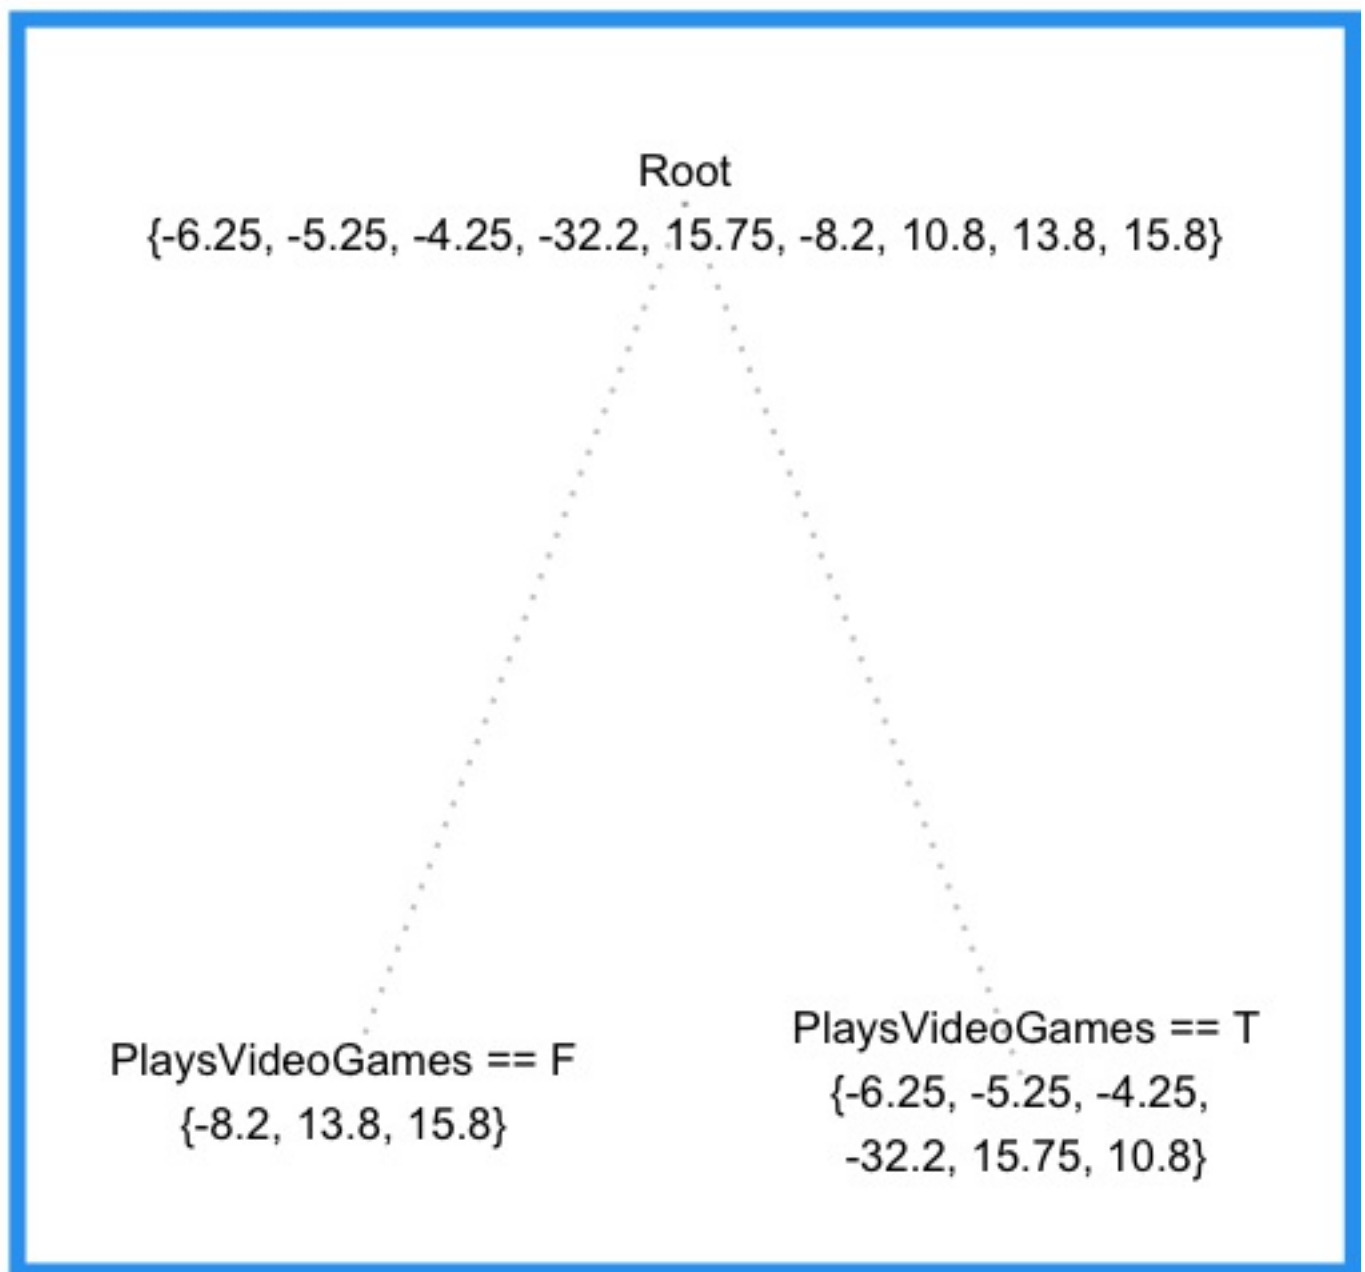 Root
{-6.25, -5.25, -4.25, -32.2, 15.75, -8.2, 10.8, 13.8, 15.8}
PlaysVideoGames == F
{-8.2, 13.8, 15.8}
PlaysVideoGames == T
{-6.25, -5.25, -4.25,
-32.2, 15.75, 10.8}